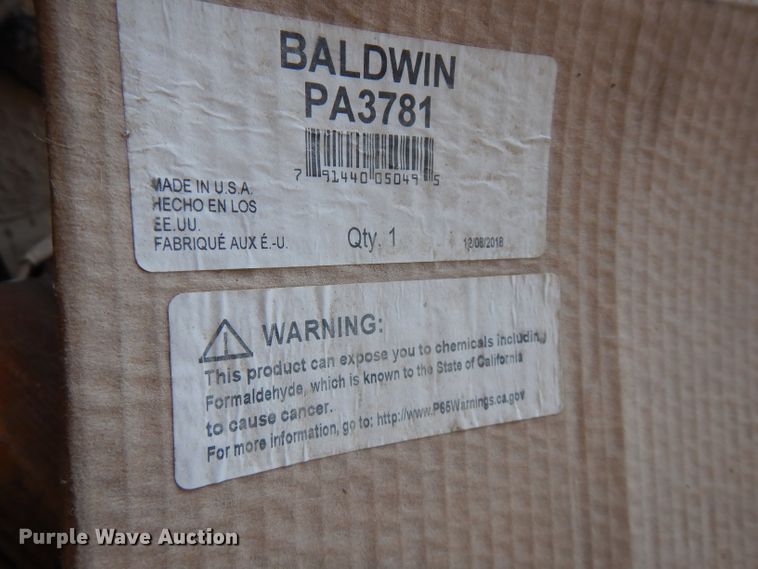 BALDWIN
PA3781
7 91440 05049 5
MADE IN U.S.A.
HECHO EN LOS
EE.UU.
FABRIQUÉ AUX É.-U.
Qty. 1
12/08/2018
WARNING:
This product can expose you to chemicals including
Formaldehyde, which is known to the State of California
to cause cancer.
For more information, go to: http://www.P65Warnings.ca.gov
Purple Wave Auction